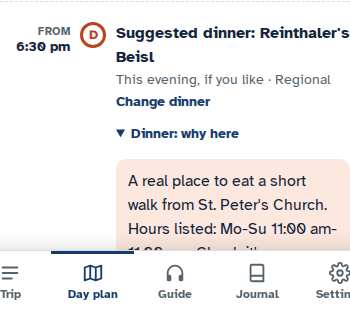 FROM
6:30 pm
D
Suggested dinner: Reinthaler's
Beisl
This evening, if you like · Regional
Change dinner
▼ Dinner: why here
A real place to eat a short
walk from St. Peter's Church.
Hours listed: Mo-Su 11:00 am-
Trip
Day plan
Guide
Journal